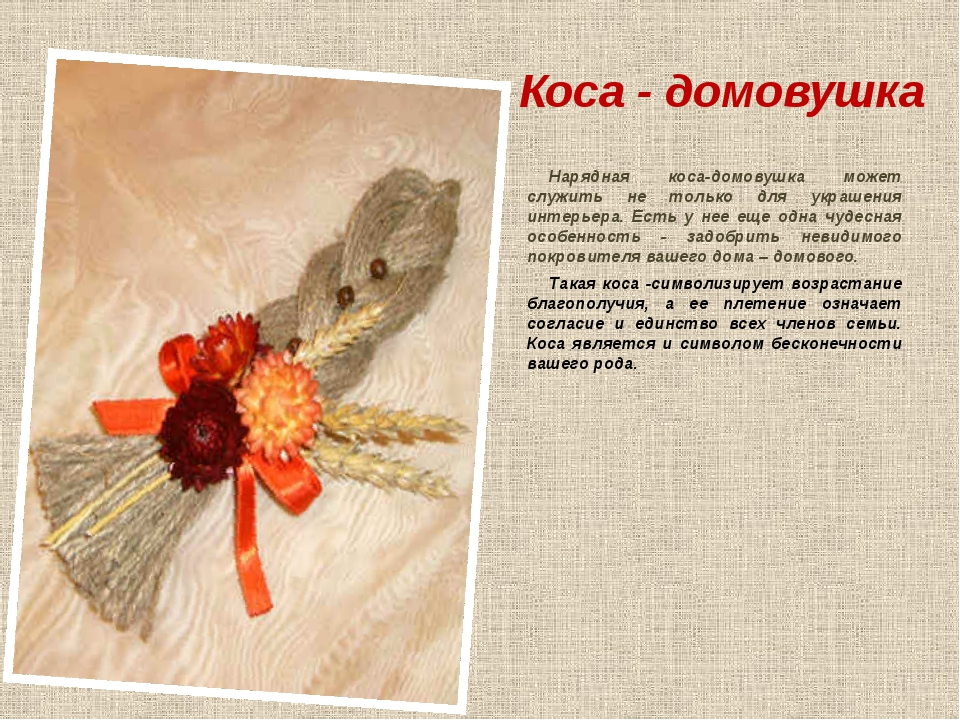 Коса - домовушка
Нарядная коса-домовушка может
служить не только для украшения
интерьера. Есть у нее еще одна чудесная
особенность - задобрить невидимого
покровителя вашего дома – домового.
Такая коса -символизирует возрастание
благополучия, а ее плетение означает
согласие и единство всех членов семьи.
Коса является и символом бесконечности
вашего рода.